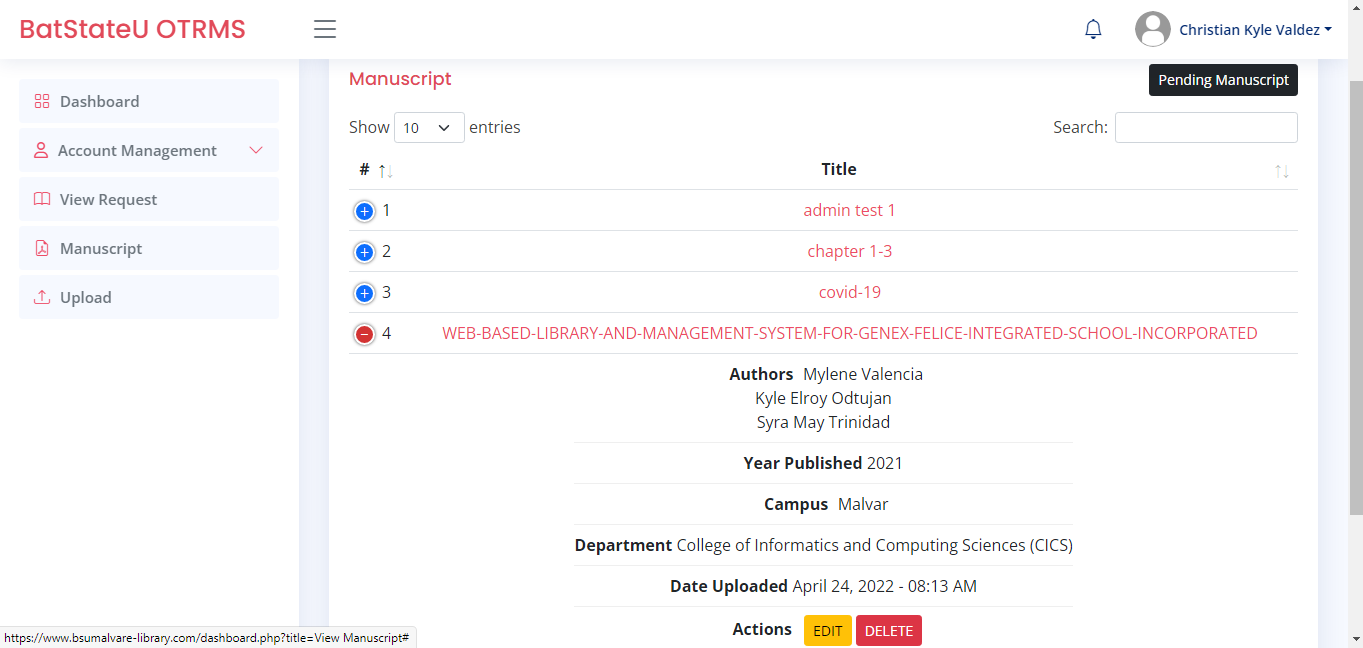 BatStateU OTRMS
Christian Kyle Valdez
Dashboard
Account Management
View Request
Manuscript
Upload
Manuscript
Pending Manuscript
Show 10 entries
Search:
# Title
1 admin test 1
2 chapter 1-3
3 covid-19
4 WEB-BASED-LIBRARY-AND-MANAGEMENT-SYSTEM-FOR-GENEX-FELICE-INTEGRATED-SCHOOL-INCORPORATED
Authors Mylene Valencia
Kyle Elroy Odtujan
Syra May Trinidad
Year Published 2021
Campus Malvar
Department College of Informatics and Computing Sciences (CICS)
Date Uploaded April 24, 2022 - 08:13 AM
Actions EDIT DELETE
https://www.bsumalvare-library.com/dashboard.php?title=View Manuscript#